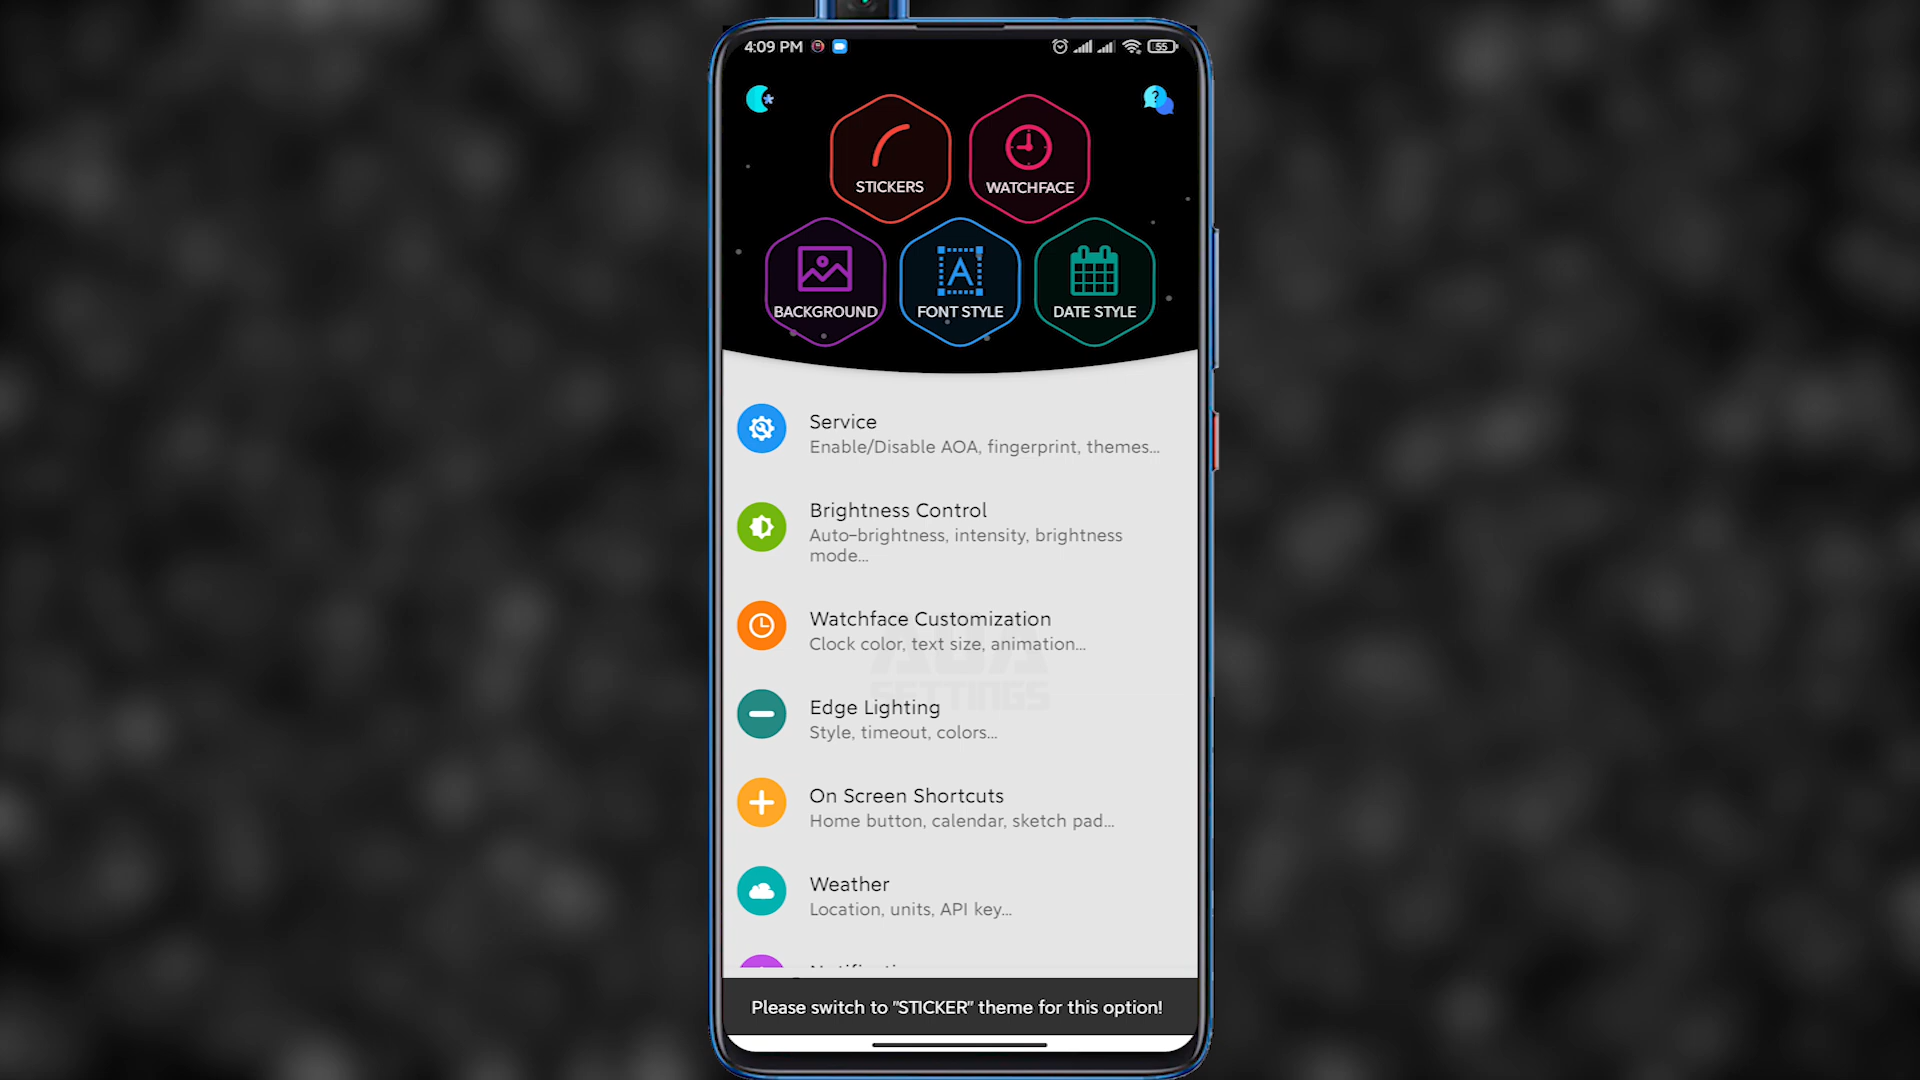 4:09 PM
55
?
STICKERS
WATCHFACE
BACKGROUND
A
FONT STYLE
DATE STYLE
Service
Enable/Disable AOA, fingerprint, themes...
Brightness Control
Auto-brightness, intensity, brightness
mode...
Watchface Customization
Clock color, text size, animation...
AOA
SETTINGS
Edge Lighting
Style, timeout, colors...
On Screen Shortcuts
Home button, calendar, sketch pad...
Weather
Location, units, API key...
Please switch to "STICKER" theme for this option!